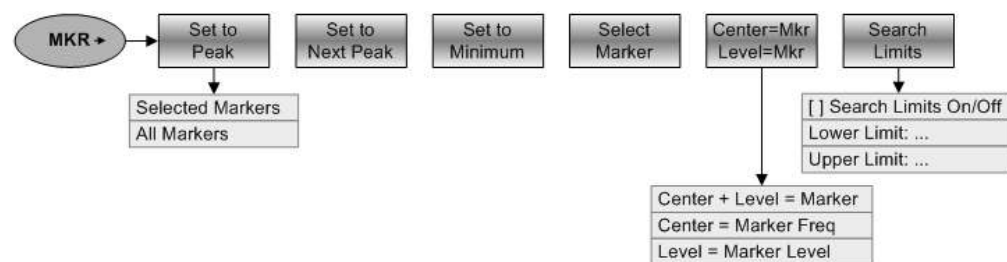 MKR →
Set to
Peak
Set to
Next Peak
Set to
Minimum
Select
Marker
Center=Mkr
Level=Mkr
Search
Limits
Selected Markers
All Markers
[ ] Search Limits On/Off
Lower Limit: ...
Upper Limit: ...
Center + Level = Marker
Center = Marker Freq
Level = Marker Level